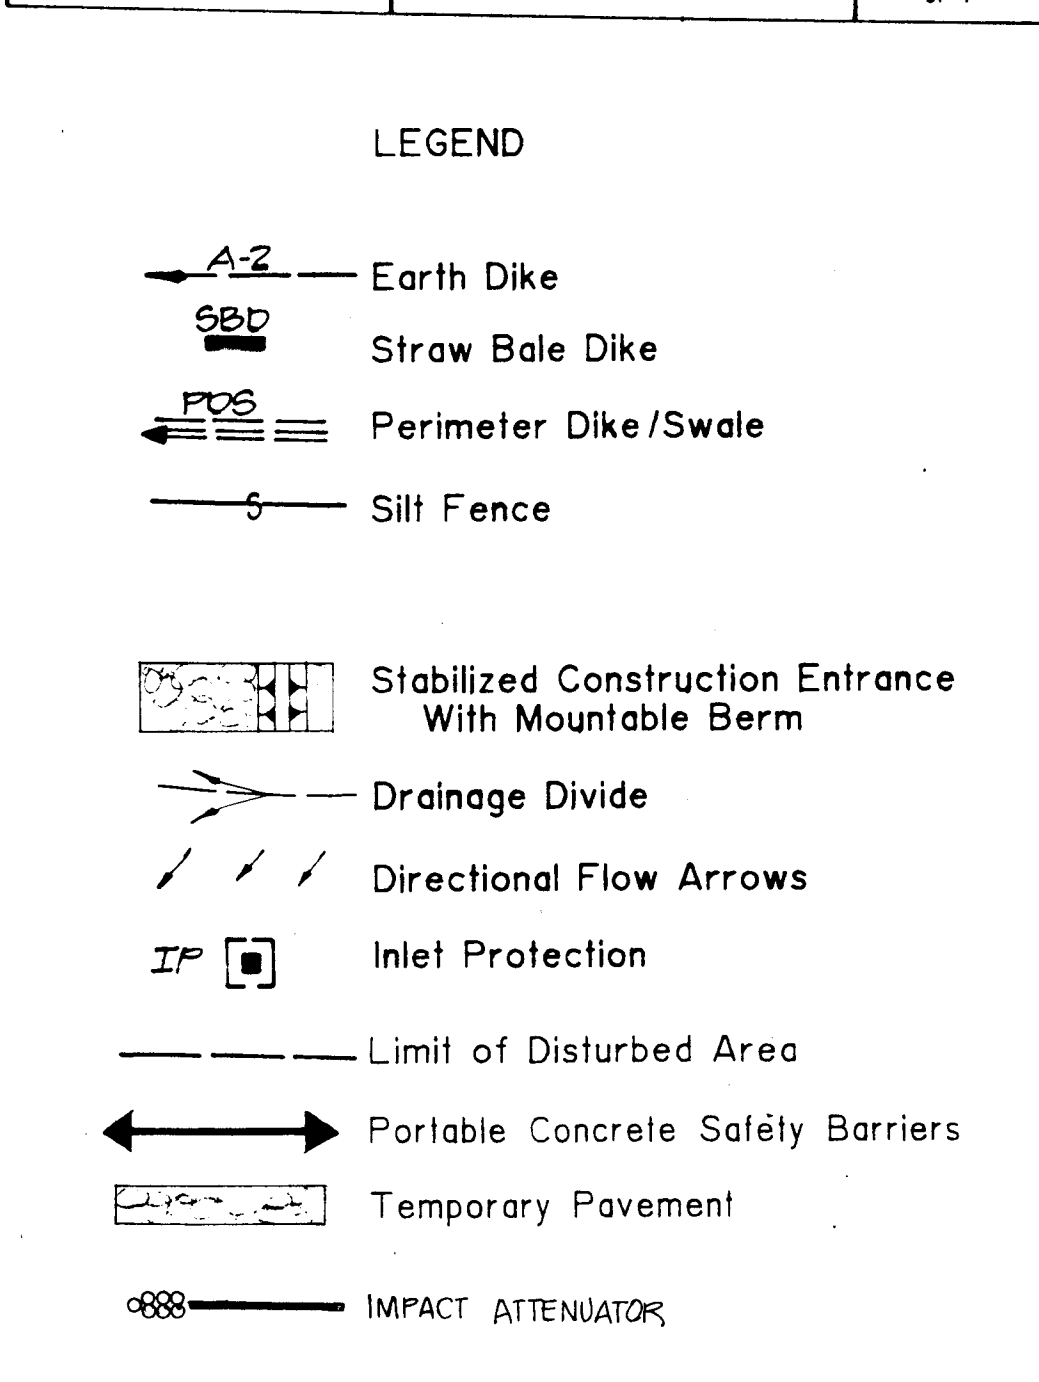 LEGEND
A-2
Earth Dike
SBD
Straw Bale Dike
PDS
Perimeter Dike/Swale
S
Silt Fence
Stabilized Construction Entrance
With Mountable Berm
Drainage Divide
Directional Flow Arrows
IP
Inlet Protection
Limit of Disturbed Area
Portable Concrete Safety Barriers
Temporary Pavement
IMPACT ATTENUATOR